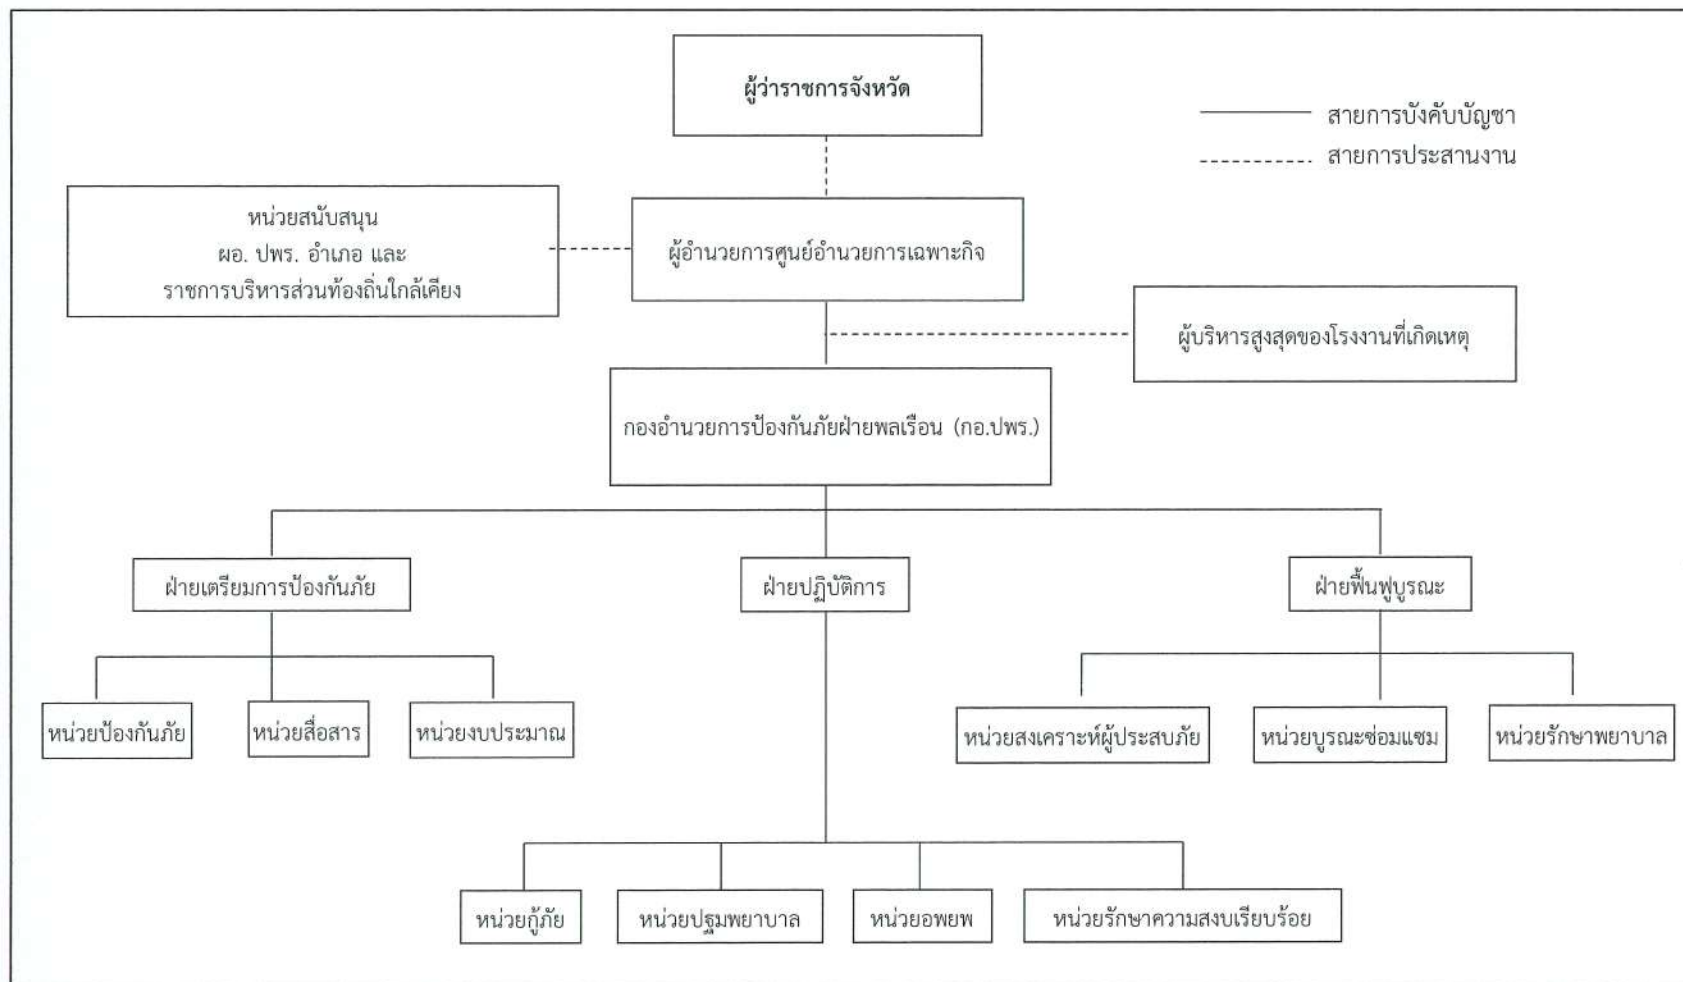 ผู้ว่าราชการจังหวัด
สายการบังคับบัญชา
สายการประสานงาน
หน่วยสนับสนุน
ผอ. ปพร. อำเภอ และ
ราชการบริหารส่วนท้องถิ่นใกล้เคียง
ผู้อำนวยการศูนย์อำนวยการเฉพาะกิจ
ผู้บริหารสูงสุดของโรงงานที่เกิดเหตุ
กองอำนวยการป้องกันภัยฝ่ายพลเรือน (กอ.ปพร.)
ฝ่ายเตรียมการป้องกันภัย
ฝ่ายปฏิบัติการ
ฝ่ายฟื้นฟูบูรณะ
หน่วยป้องกันภัย
หน่วยสื่อสาร
หน่วยงบประมาณ
หน่วยสงเคราะห์ผู้ประสบภัย
หน่วยบูรณะซ่อมแซม
หน่วยรักษาพยาบาล
หน่วยกู้ภัย
หน่วยปฐมพยาบาล
หน่วยอพยพ
หน่วยรักษาความสงบเรียบร้อย